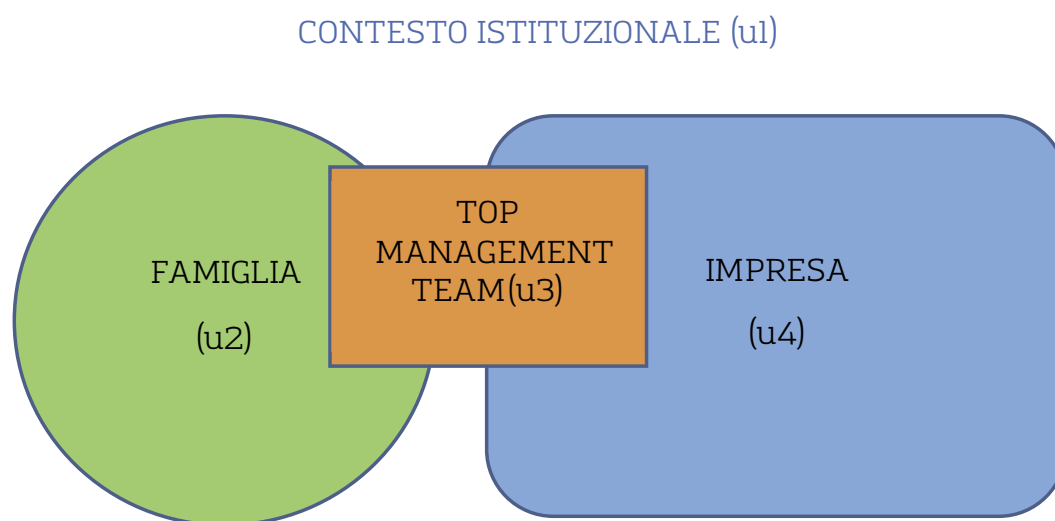 CONTESTO ISTITUZIONALE (u1)
FAMIGLIA
(u2)
TOP
MANAGEMENT
TEAM(u3)
IMPRESA
(u4)